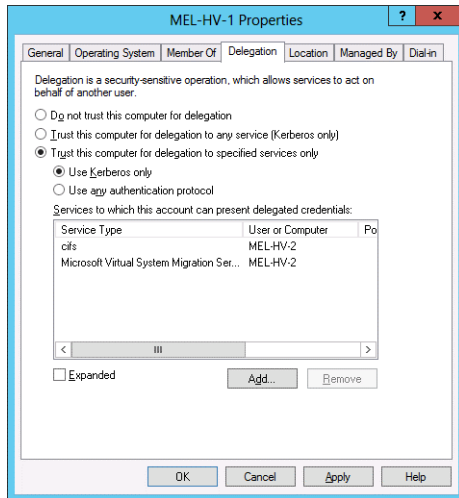 MEL-HV-1 Properties
?
x
General Operating System Member Of Delegation Location Managed By Dial-in
Delegation is a security-sensitive operation, which allows services to act on
behalf of another user.
Do not trust this computer for delegation
Trust this computer for delegation to any service (Kerberos only)
Trust this computer for delegation to specified services only
Use Kerberos only
Use any authentication protocol
Services to which this account can present delegated credentials:
Service Type User or Computer Po
cifs MEL-HV-2
Microsoft Virtual System Migration Ser... MEL-HV-2
Expanded
Add... Remove
OK Cancel Apply Help